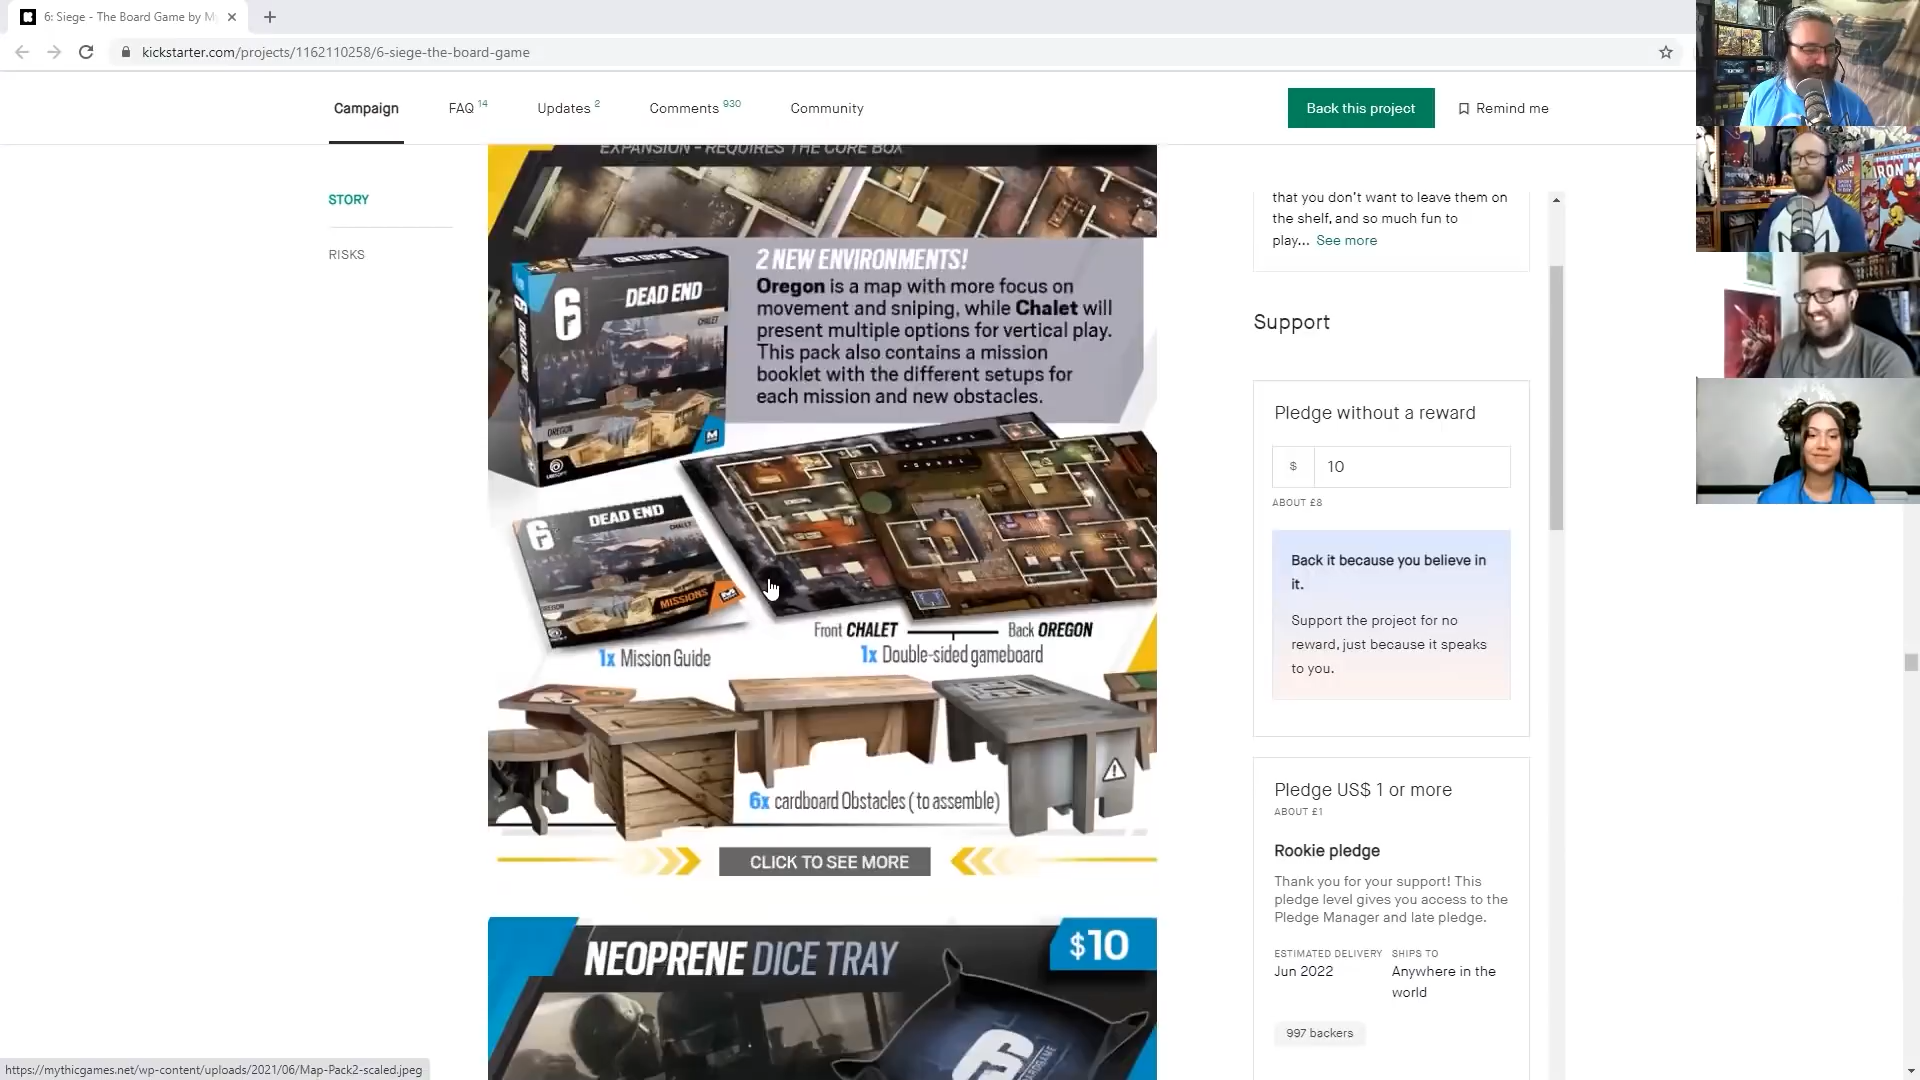 6: Siege - The Board Game by M
kickstarter.com/projects/1162110258/6-siege-the-board-game
Campaign
FAQ 14
Updates 2
Comments 930
Community
Back this project
Remind me
STORY
RISKS
EXPANSION - REQUIRES THE CORE BOX
2 NEW ENVIRONMENTS!
Oregon is a map with more focus on
movement and sniping, while Chalet will
present multiple options for vertical play.
This pack also contains a mission
booklet with the different setups for
each mission and new obstacles.
6
DEAD END
CHALET
OREGON
UBISOFT
6
DEAD END
CHALET
OREGON
MISSIONS
Front CHALET
Back OREGON
1x Mission Guide
1x Double-sided gameboard
6x cardboard Obstacles ( to assemble)
CLICK TO SEE MORE
NEOPRENE DICE TRAY
$10
6
that you don't want to leave them on
the shelf, and so much fun to
play... See more
Support
Pledge without a reward
$ 10
ABOUT £8
Back it because you believe in
it.
Support the project for no
reward, just because it speaks
to you.
Pledge US$ 1 or more
ABOUT £1
Rookie pledge
Thank you for your support! This
pledge level gives you access to the
Pledge Manager and late pledge.
ESTIMATED DELIVERY
Jun 2022
SHIPS TO
Anywhere in the
world
997 backers
IRON M
https://mythicgames.net/wp-content/uploads/2021/06/Map-Pack2-scaled.jpeg